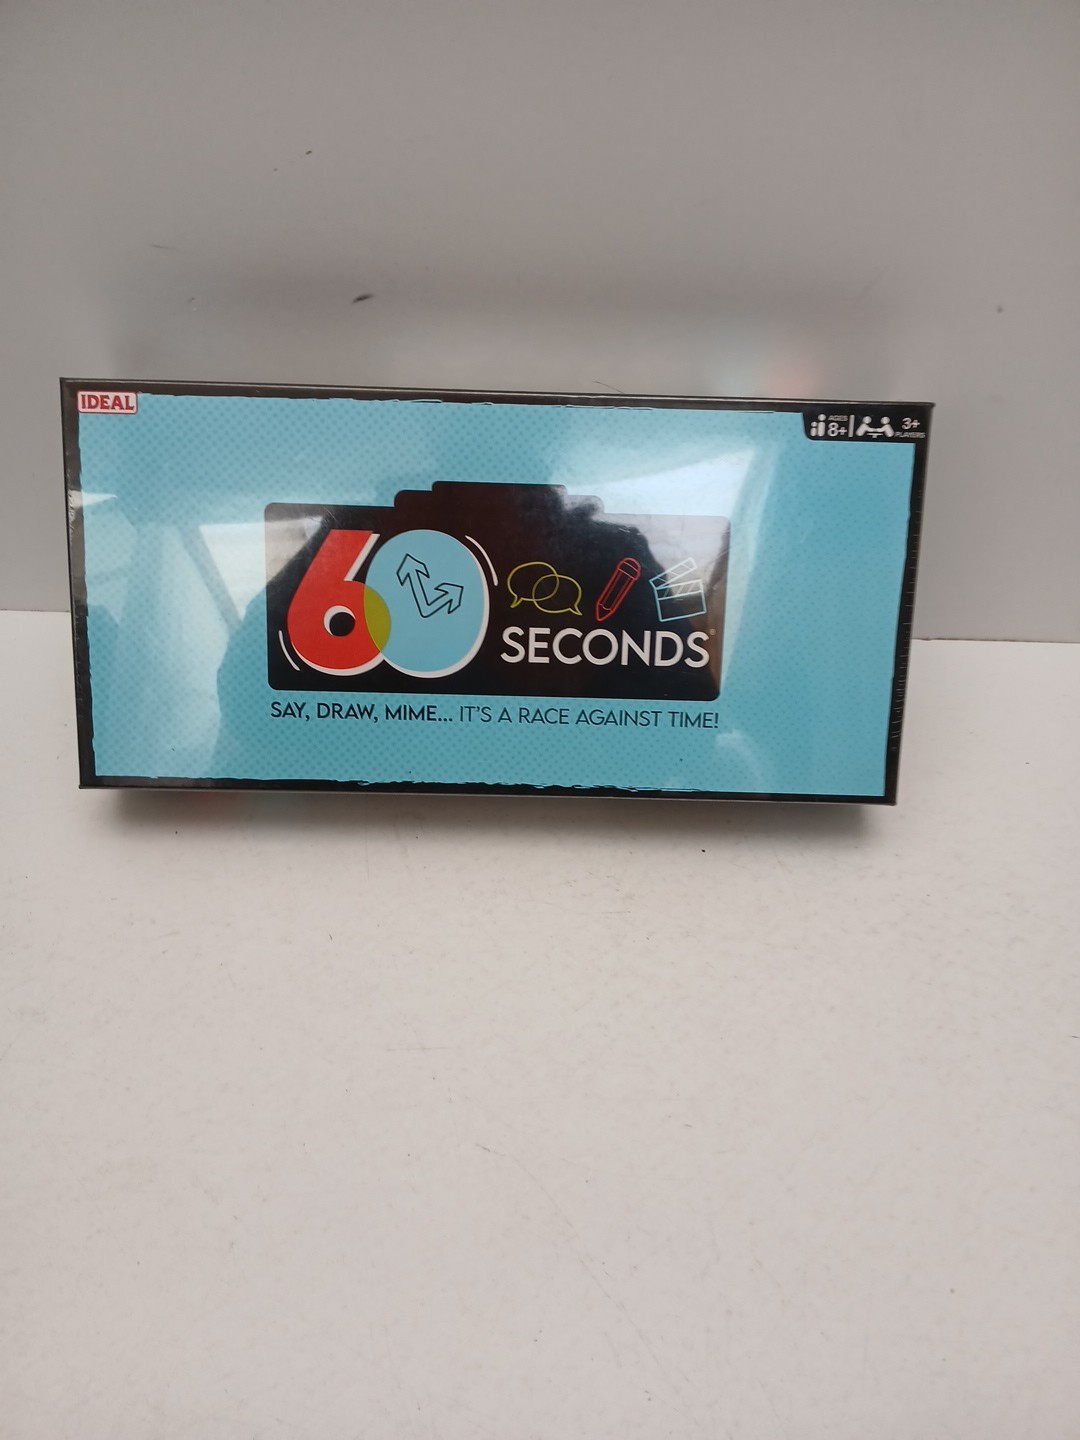 IDEAL
AGES
8+
3+
PLAYERS
60
SECONDS
SAY, DRAW, MIME... IT'S A RACE AGAINST TIME!